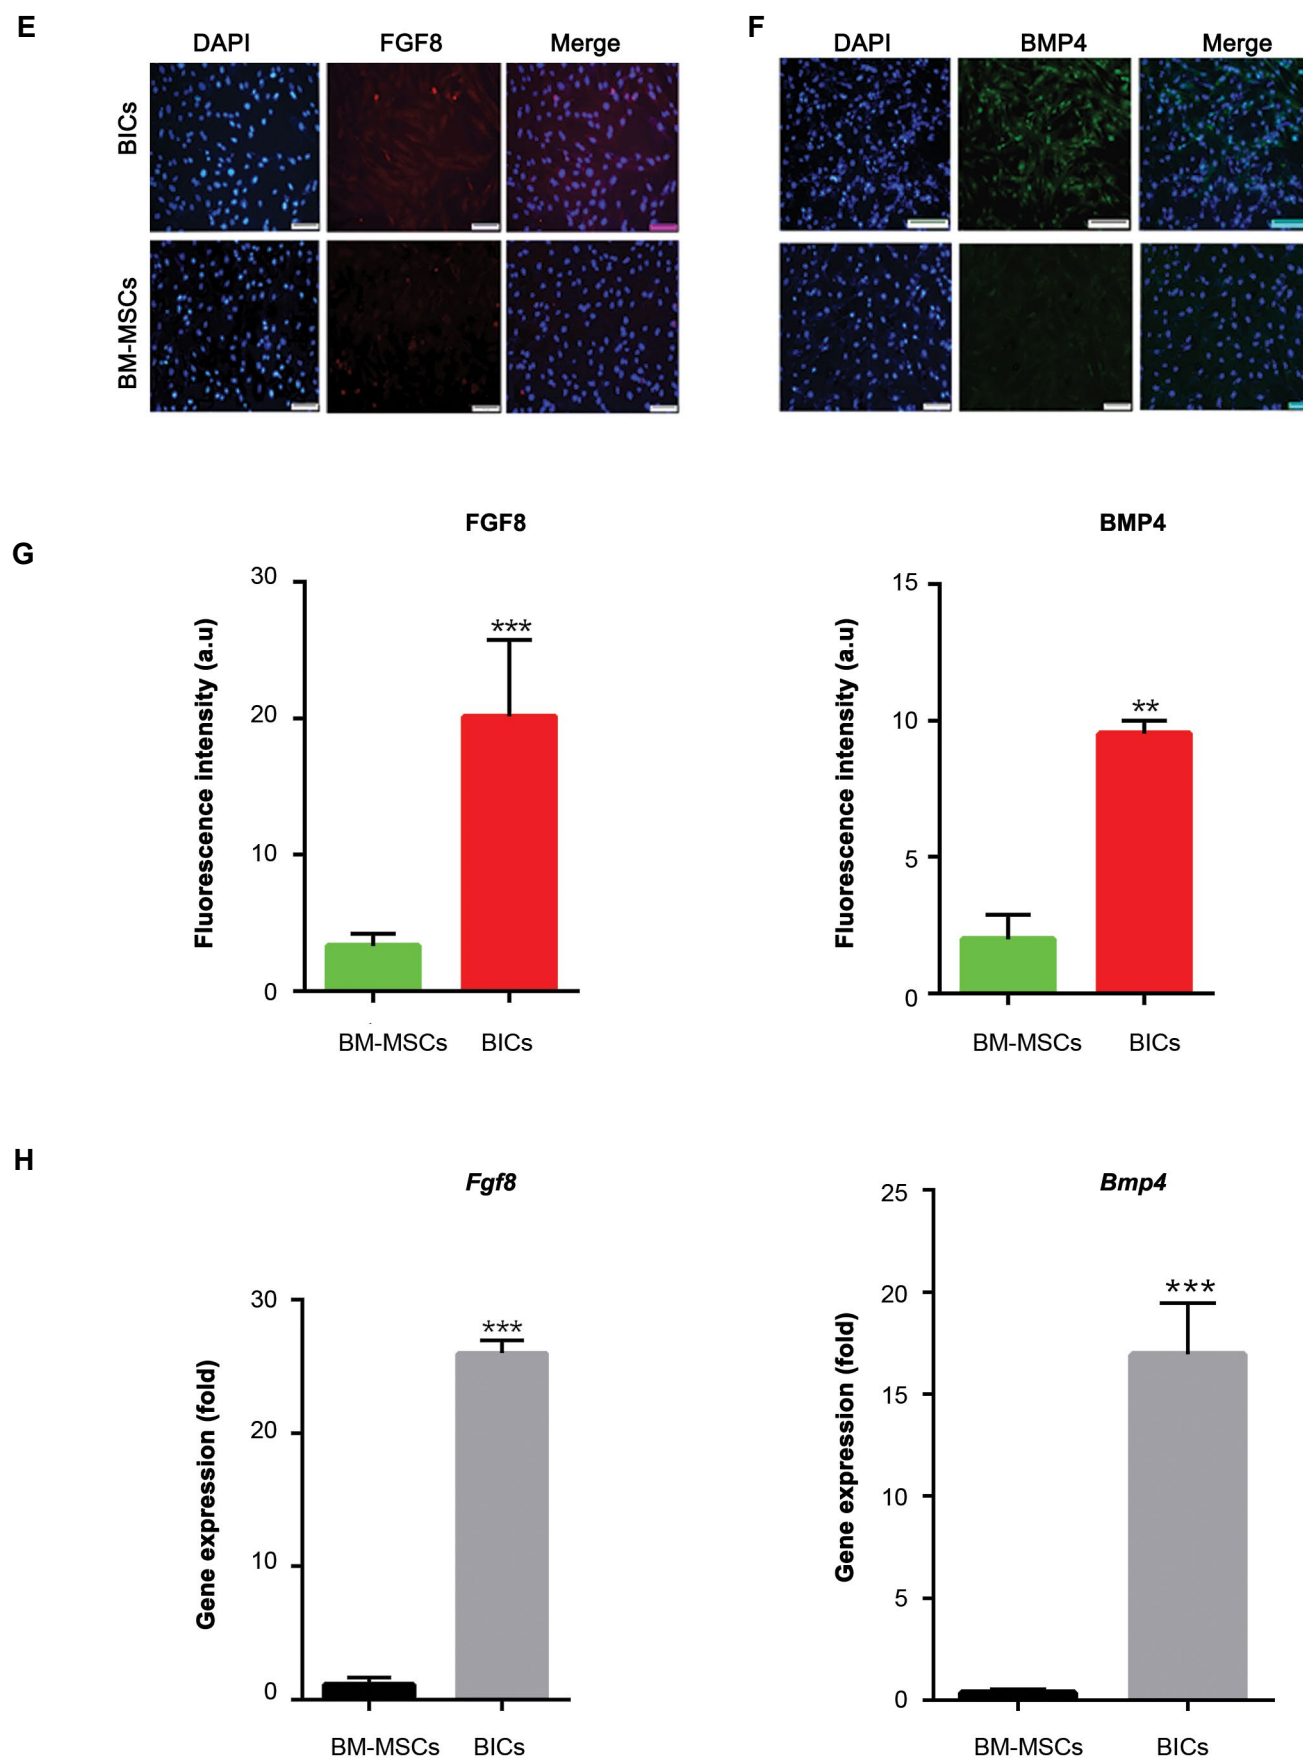 E
DAPI FGF8 Merge
BICs
BM-MSCs
F
DAPI BMP4 Merge
G
FGF8
Fluorescence intensity (a.u)
30
20
10
0
***
BM-MSCs BICs
BMP4
Fluorescence intensity (a.u)
15
10
5
0
**
BM-MSCs BICs
H
Fgf8
Gene expression (fold)
30
20
10
0
***
BM-MSCs BICs
Bmp4
Gene expression (fold)
25
20
15
10
5
0
***
BM-MSCs BICs